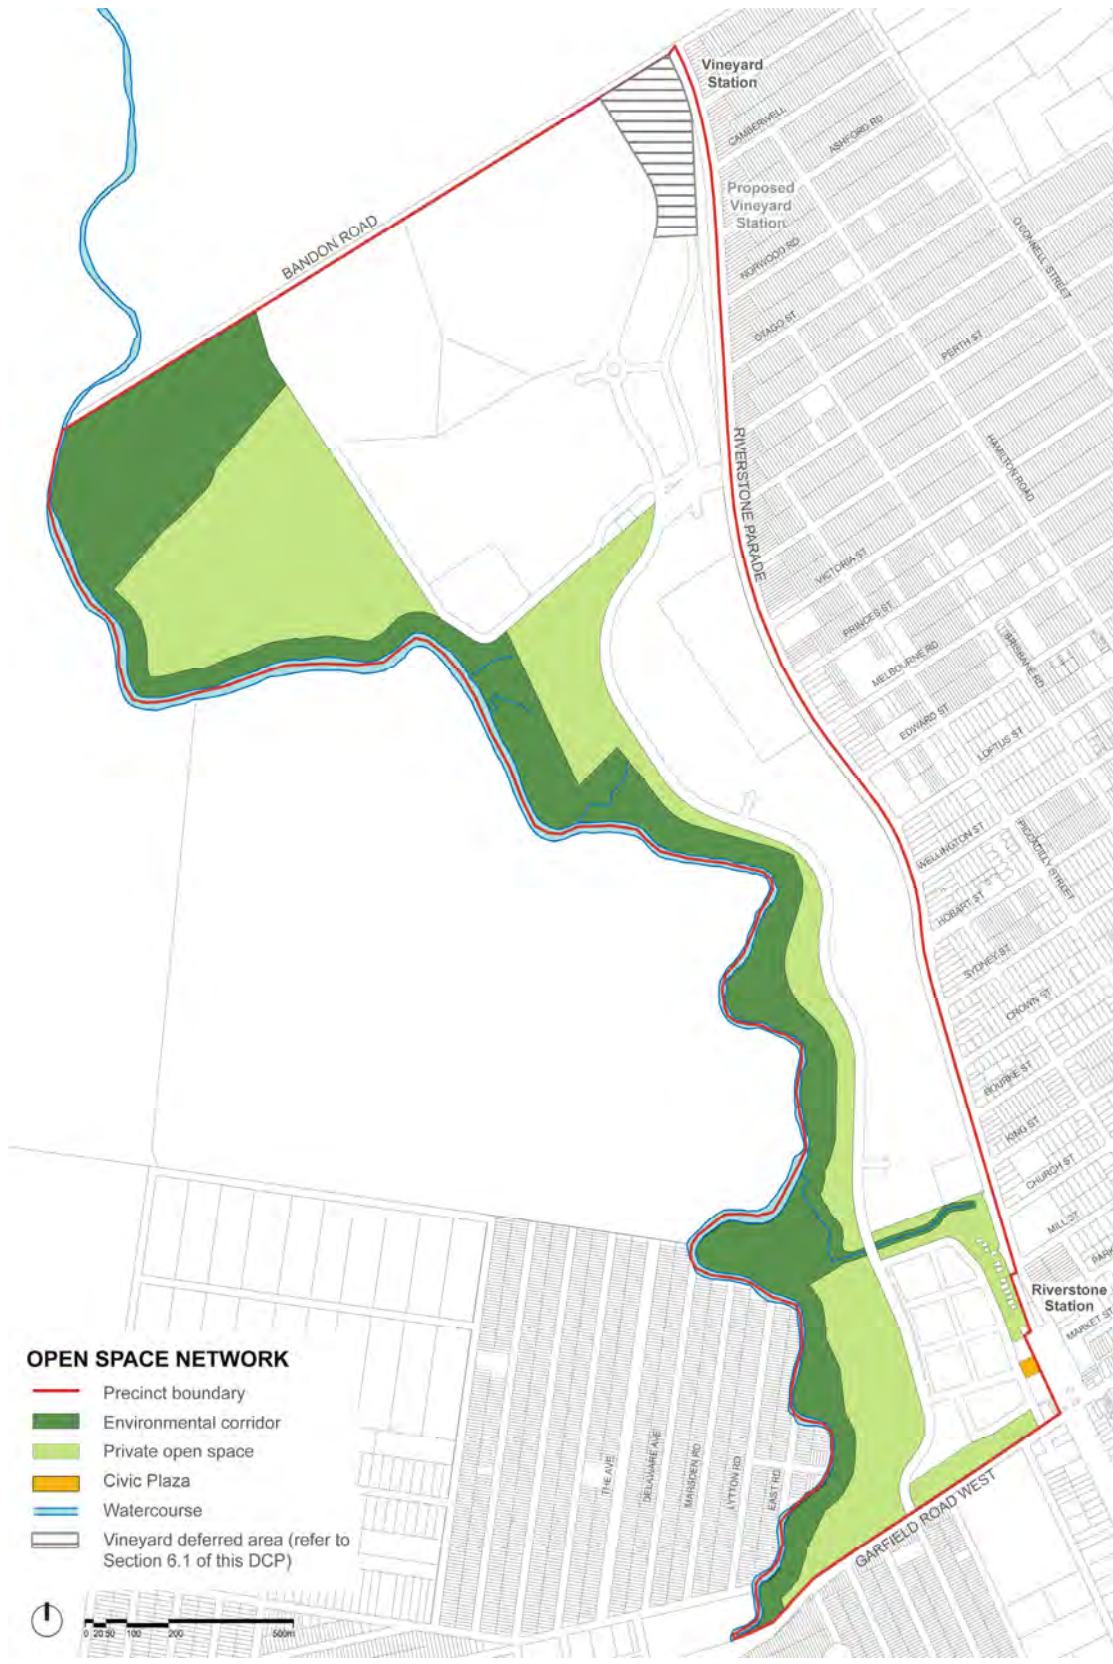 Vineyard
Station
CAMBERWELL
ASHFORD RD
Proposed
Vineyard
Station
BANDON ROAD
NORWOOD RD
O'CONNELL STREET
OTAGO ST
PERTH ST
RIVERSTONE PARADE
HAMILTON ROAD
VICTORIA ST
PRINCES ST
MELBOURNE RD
BRISBANE RD
EDWARD ST
LOFTUS ST
WELLINGTON ST
PICCADILLY STREET
HOBART ST
SYDNEY ST
CROWN ST
BOURKE ST
KING ST
CHURCH ST
MILL ST
PARK
Riverstone
Station
MARKET ST
THE AVE
DELAWARE AVE
MARSDEN RD
LYTTON RD
EAST RD
GARFIELD ROAD WEST
OPEN SPACE NETWORK
Precinct boundary
Environmental corridor
Private open space
Civic Plaza
Watercourse
Vineyard deferred area (refer to
Section 6.1 of this DCP)
0 20 50 100 200 500m